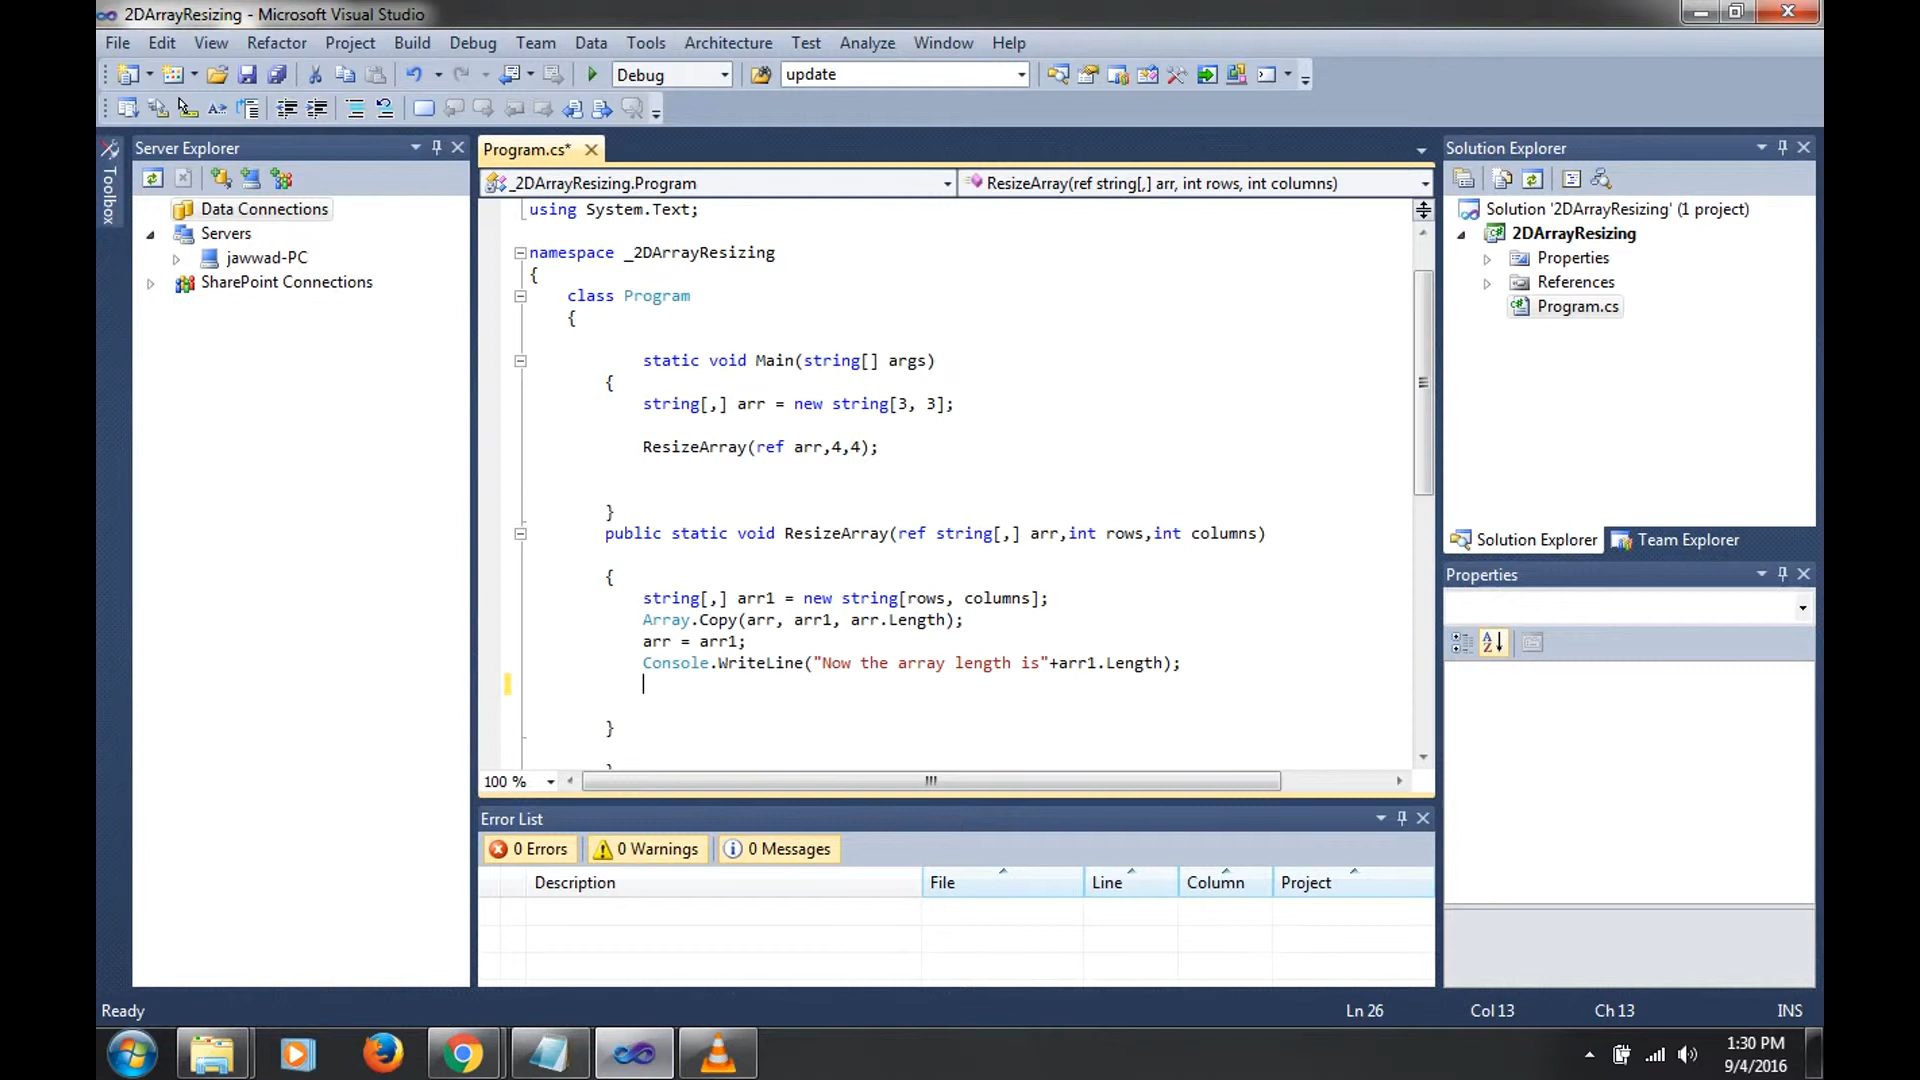 2DArrayResizing - Microsoft Visual Studio
File Edit View Refactor Project Build Debug Team Data Tools Architecture Test Analyze Window Help
Debug update
Server Explorer
Toolbox
Data Connections
Servers
jawwad-PC
SharePoint Connections
Program.cs*
_2DArrayResizing.Program
ResizeArray(ref string[,] arr, int rows, int columns)
using System.Text;
namespace _2DArrayResizing
{
class Program
{
static void Main(string[] args)
{
string[,] arr = new string[3, 3];
ResizeArray(ref arr,4,4);
}
public static void ResizeArray(ref string[,] arr,int rows,int columns)
{
string[,] arr1 = new string[rows, columns];
Array.Copy(arr, arr1, arr.Length);
arr = arr1;
Console.WriteLine("Now the array length is"+arr1.Length);
}
}
100 %
Error List
0 Errors 0 Warnings 0 Messages
Description File Line Column Project
Solution Explorer
Solution '2DArrayResizing' (1 project)
2DArrayResizing
Properties
References
Program.cs
Solution Explorer Team Explorer
Properties
Ready Ln 26 Col 13 Ch 13 INS
1:30 PM
9/4/2016